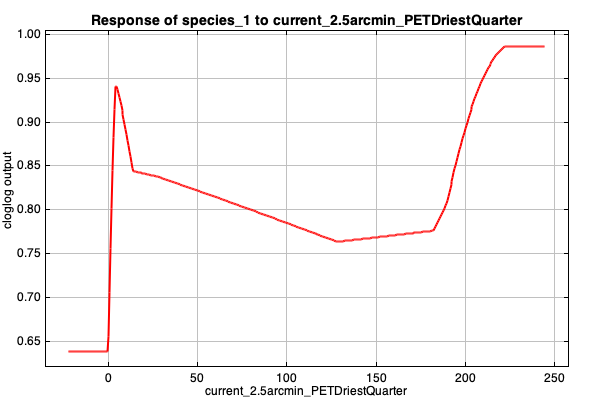 Response of species_1 to current_2.5arcmin_PETDriestQuarter
1.00
0.95
0.90
0.85
0.80
0.75
0.70
0.65
cloglog output
0 50 100 150 200 250
current_2.5arcmin_PETDriestQuarter